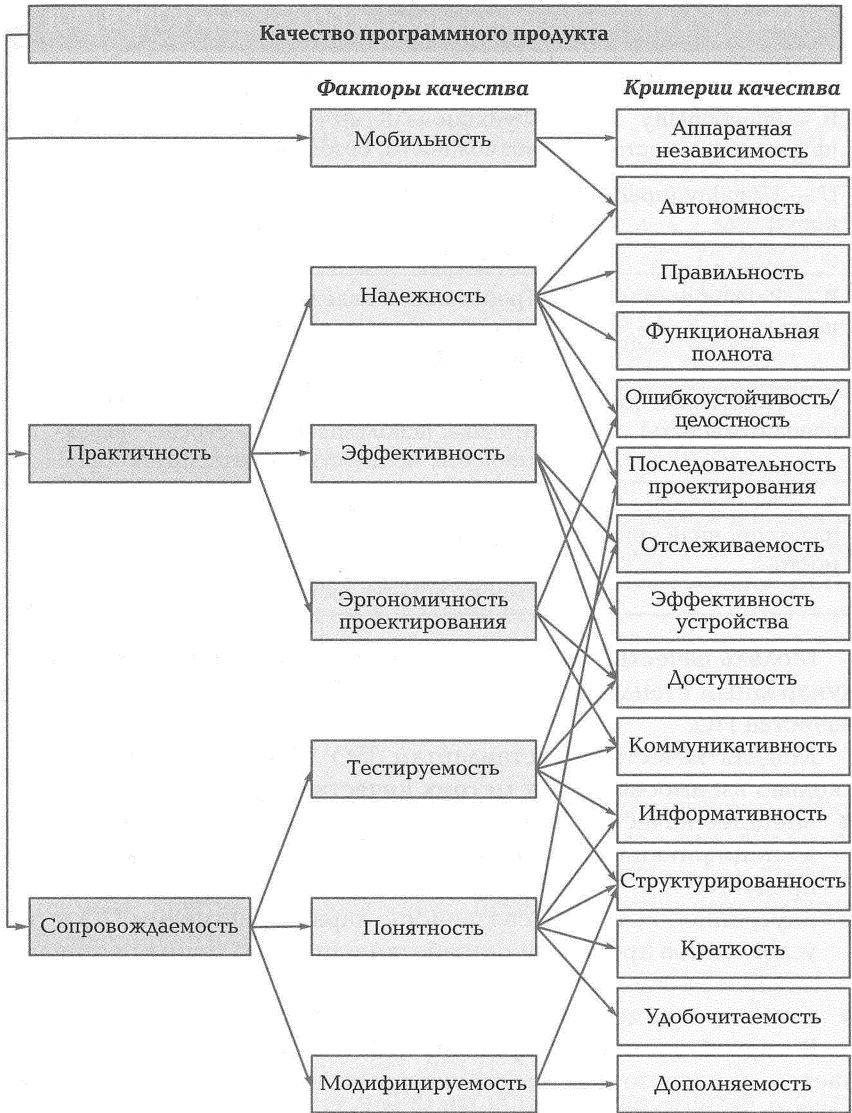 Качество программного продукта
Факторы качества
Критерии качества
Мобильность
Аппаратная
независимость
Автономность
Надежность
Правильность
Функциональная
полнота
Ошибкоустойчивость/
целостность
Практичность
Эффективность
Последовательность
проектирования
Отслеживаемость
Эргономичность
проектирования
Эффективность
устройства
Доступность
Тестируемость
Коммуникативность
Информативность
Структурированность
Сопровождаемость
Понятность
Краткость
Удобочитаемость
Модифицируемость
Дополняемость